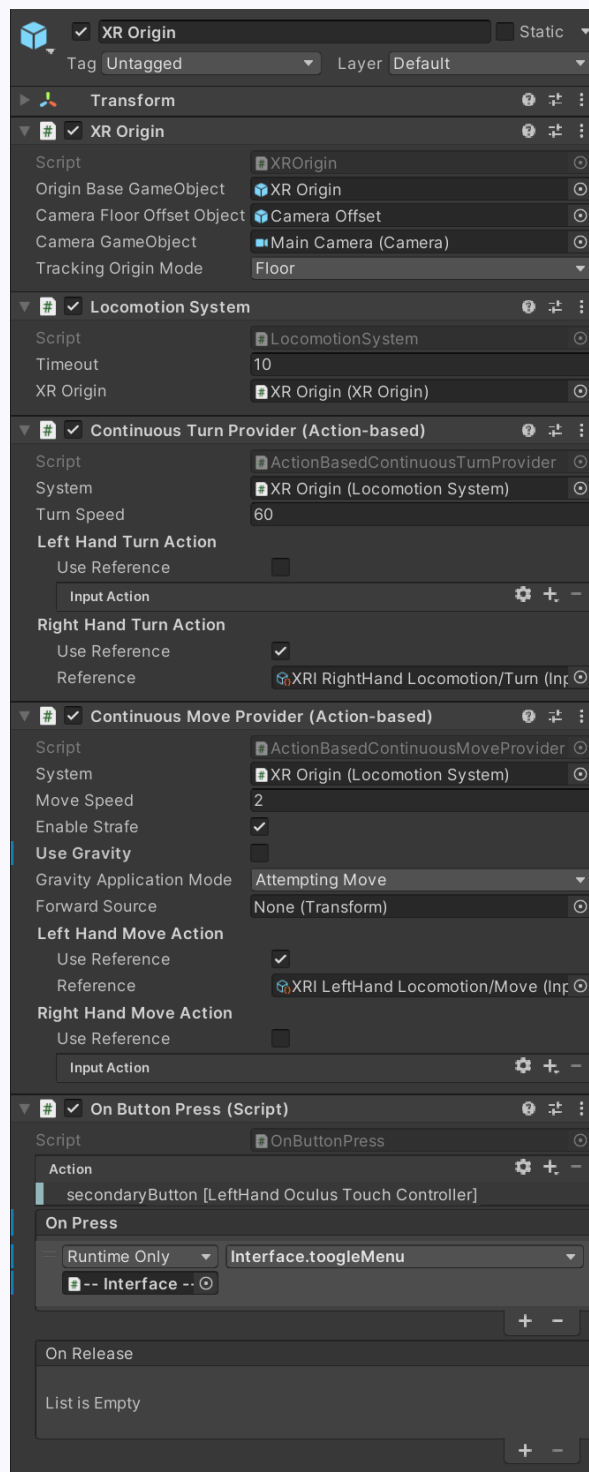 XR Origin
Static
Tag Untagged Layer Default
Transform
XR Origin
Script XROrigin
Origin Base GameObject XR Origin
Camera Floor Offset Object Camera Offset
Camera GameObject Main Camera (Camera)
Tracking Origin Mode Floor
Locomotion System
Script LocomotionSystem
Timeout 10
XR Origin XR Origin (XR Origin)
Continuous Turn Provider (Action-based)
Script ActionBasedContinuousTurnProvider
System XR Origin (Locomotion System)
Turn Speed 60
Left Hand Turn Action
Use Reference
Input Action
Right Hand Turn Action
Use Reference
Reference XRI RightHand Locomotion/Turn (Inp
Continuous Move Provider (Action-based)
Script ActionBasedContinuousMoveProvider
System XR Origin (Locomotion System)
Move Speed 2
Enable Strafe
Use Gravity
Gravity Application Mode Attempting Move
Forward Source None (Transform)
Left Hand Move Action
Use Reference
Reference XRI LeftHand Locomotion/Move (Inp
Right Hand Move Action
Use Reference
Input Action
On Button Press (Script)
Script OnButtonPress
Action
secondaryButton [LeftHand Oculus Touch Controller]
On Press
Runtime Only Interface.toogleMenu
-- Interface --
On Release
List is Empty